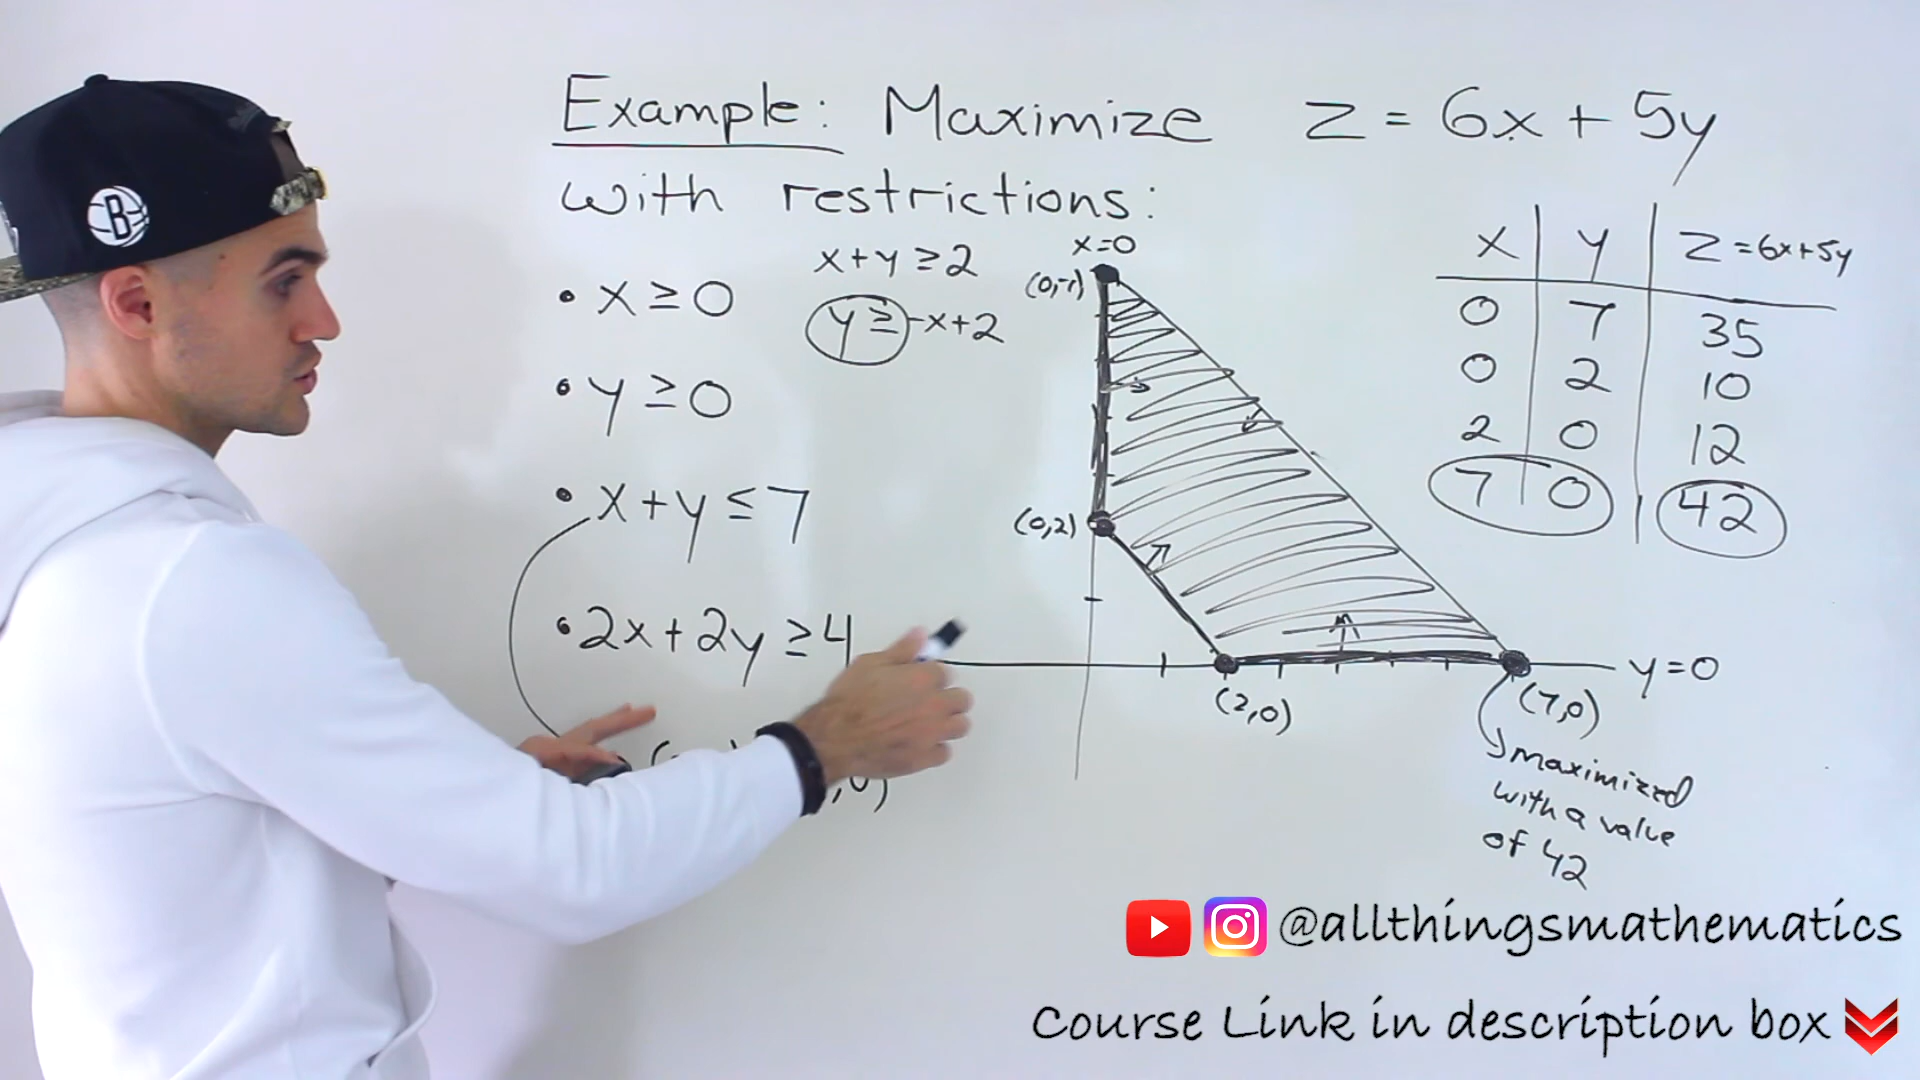 Example: Maximize z = 6x + 5y
with restrictions:
• x ≥ 0
• y ≥ 0
• x + y ≤ 7
• 2x + 2y ≥ 4
x + y ≥ 2
y ≥ -x + 2
x = 0
(0,2)
(2,0)
(7,0)
y = 0
maximized
with a value
of 42
x y z = 6x + 5y
0 7 35
0 2 10
2 0 12
7 0 42
B
@allthingsmathematics
Course Link in description box